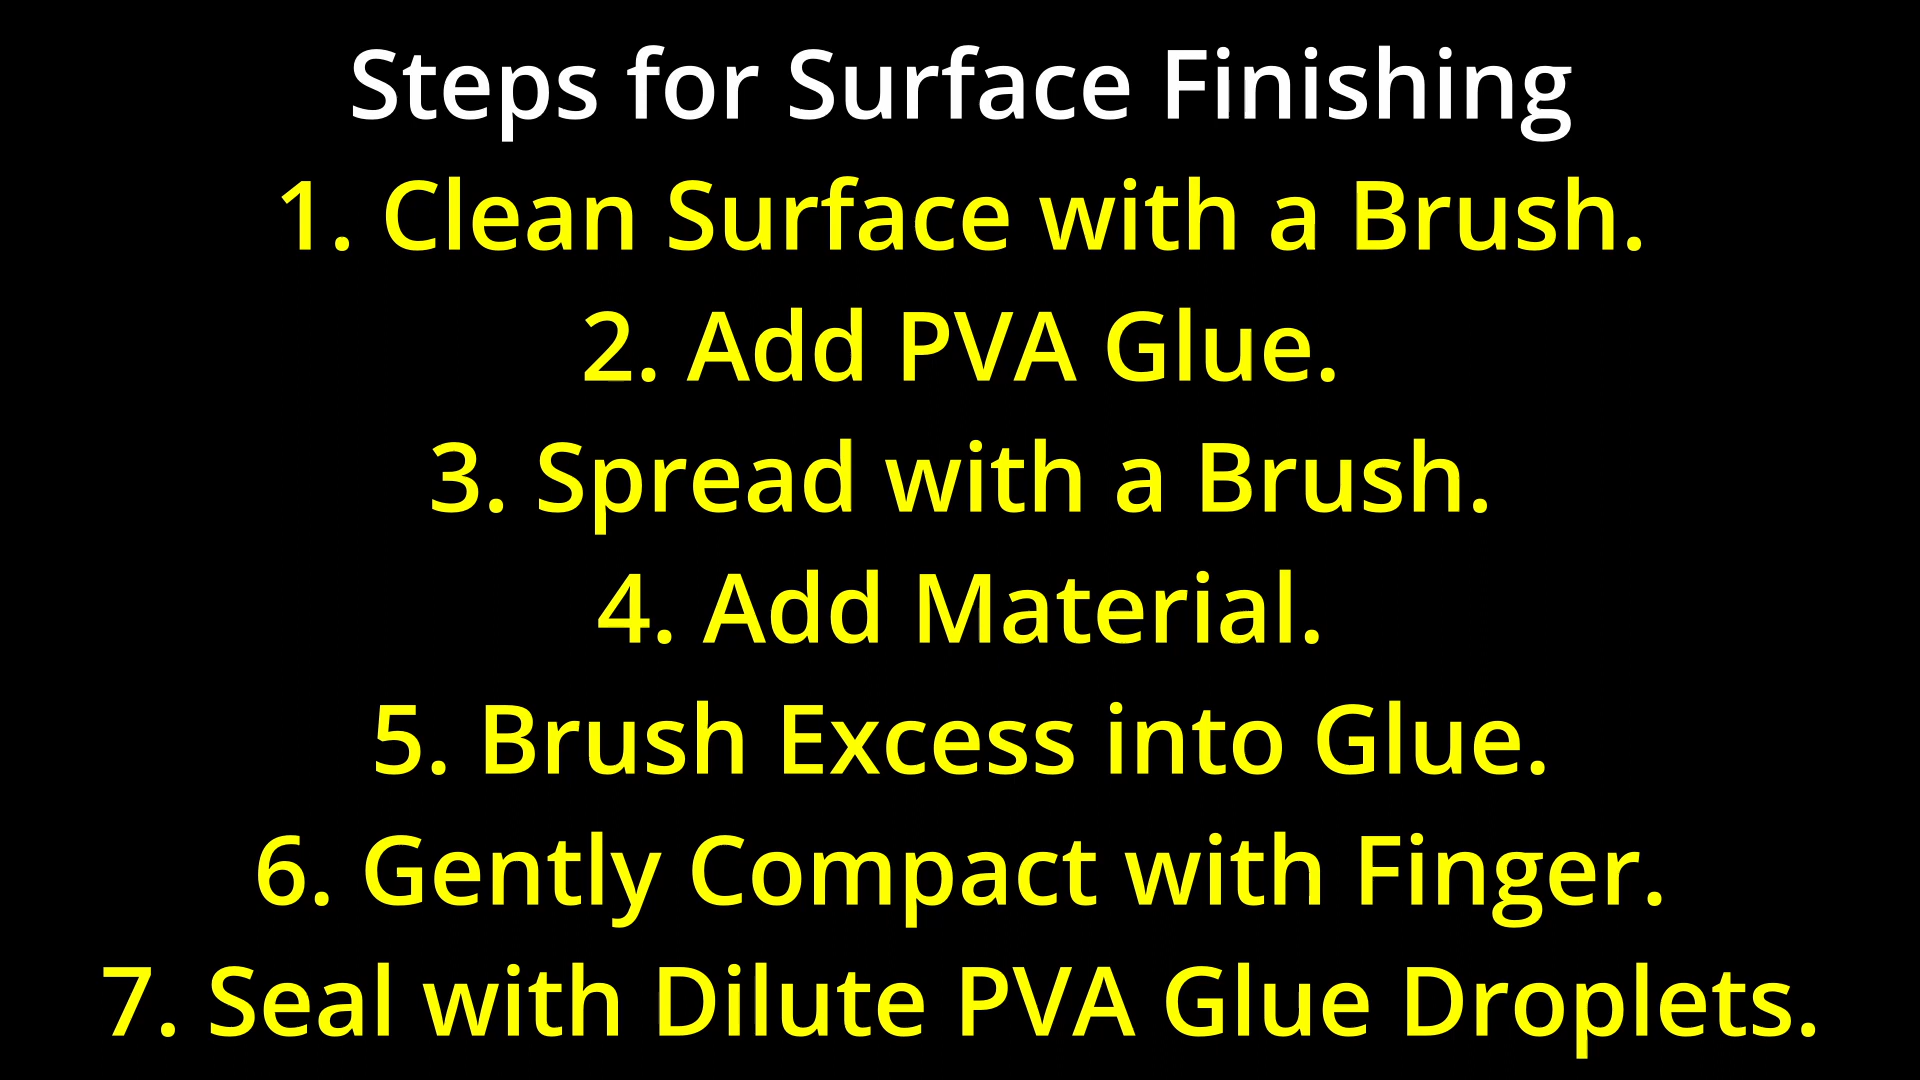 Steps for Surface Finishing
1. Clean Surface with a Brush.
2. Add PVA Glue.
3. Spread with a Brush.
4. Add Material.
5. Brush Excess into Glue.
6. Gently Compact with Finger.
7. Seal with Dilute PVA Glue Droplets.